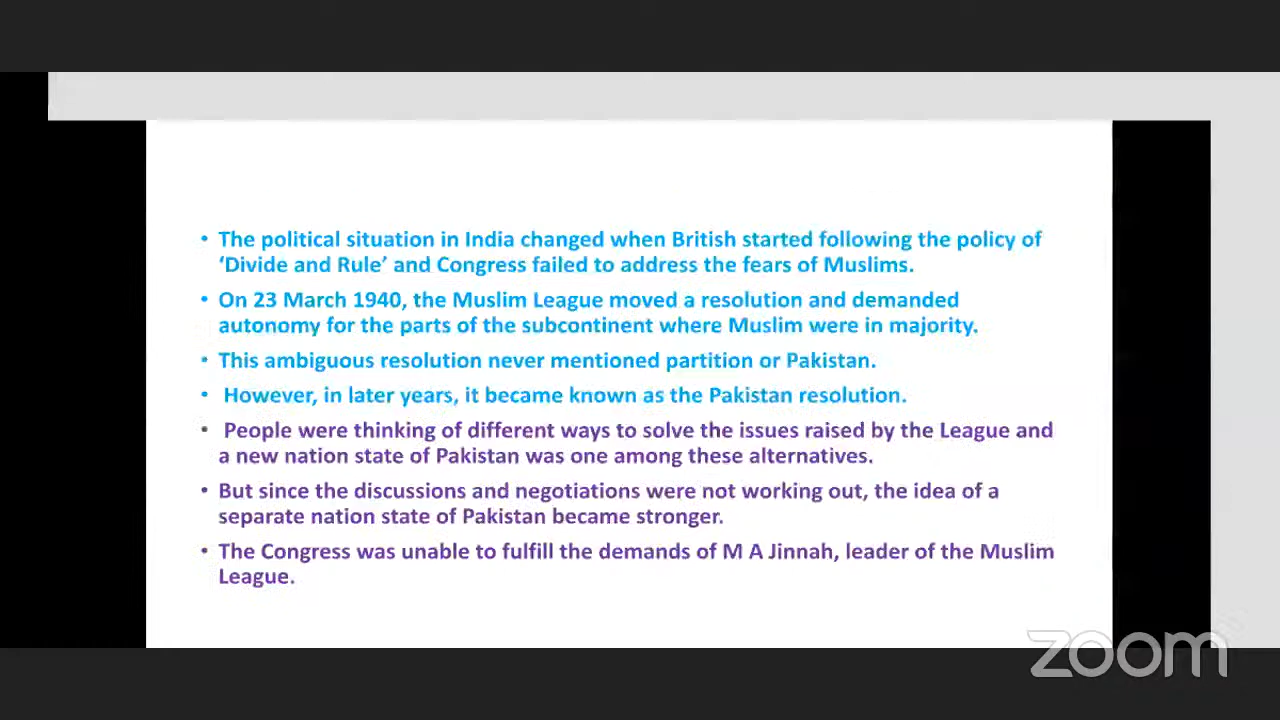 • The political situation in India changed when British started following the policy of
‘Divide and Rule’ and Congress failed to address the fears of Muslims.
• On 23 March 1940, the Muslim League moved a resolution and demanded
autonomy for the parts of the subcontinent where Muslim were in majority.
• This ambiguous resolution never mentioned partition or Pakistan.
• However, in later years, it became known as the Pakistan resolution.
• People were thinking of different ways to solve the issues raised by the League and
a new nation state of Pakistan was one among these alternatives.
• But since the discussions and negotiations were not working out, the idea of a
separate nation state of Pakistan became stronger.
• The Congress was unable to fulfill the demands of M A Jinnah, leader of the Muslim
League.
zoom